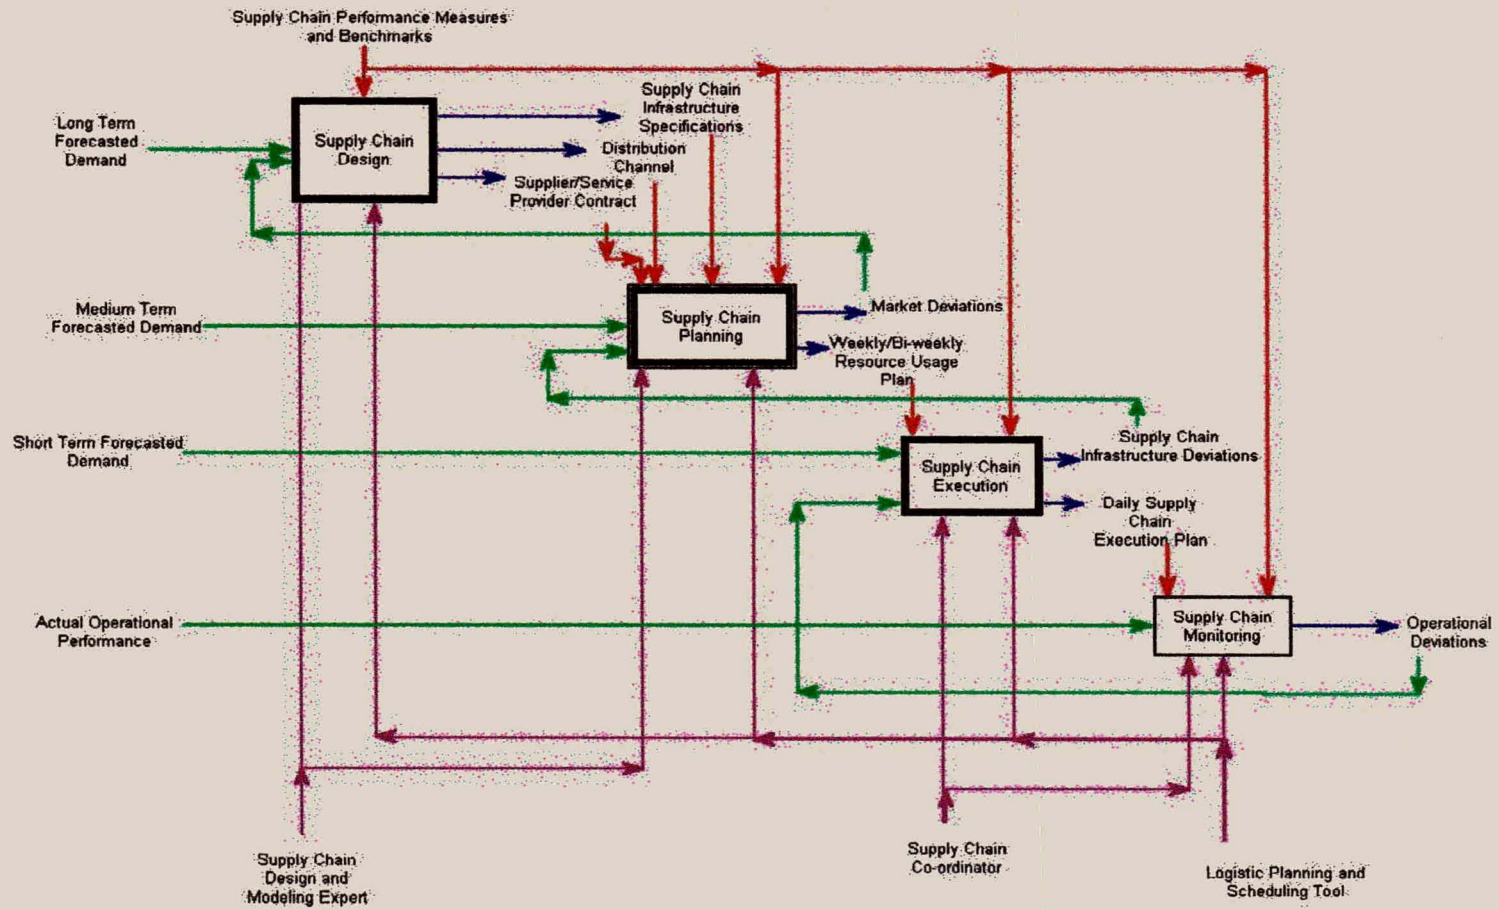 Supply Chain Performance Measures
and Benchmarks
Long Term
Forecasted
Demand
Supply Chain
Design
Supply Chain
Infrastructure
Specifications
Distribution
Channel
Supplier/Service
Provider Contract
Medium Term
Forecasted Demand
Supply Chain
Planning
Market Deviations
Weekly/Bi-weekly
Resource Usage
Plan
Short Term Forecasted
Demand
Supply Chain
Execution
Supply Chain
Infrastructure Deviations
Daily Supply
Chain
Execution Plan
Actual Operational
Performance
Supply Chain
Monitoring
Operational
Deviations
Supply Chain
Design and
Modeling Expert
Supply Chain
Co-ordinator
Logistic Planning and
Scheduling Tool